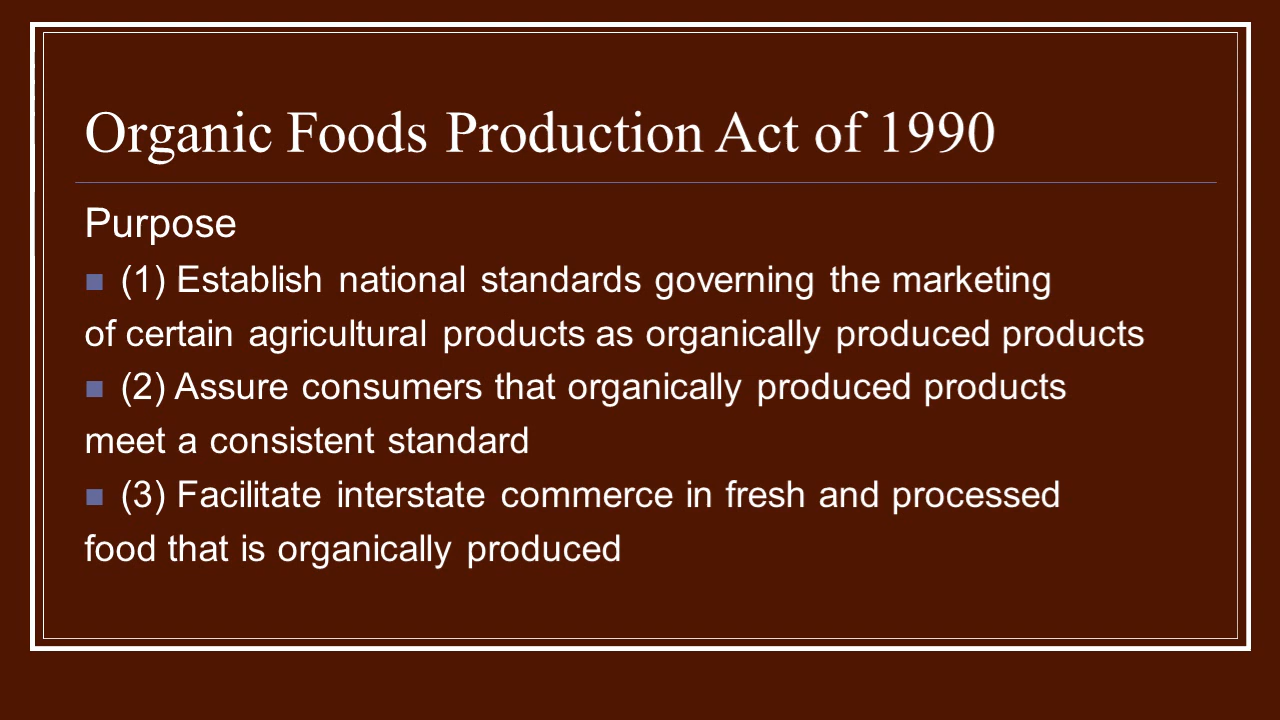 Organic Foods Production Act of 1990
Purpose
(1) Establish national standards governing the marketing
of certain agricultural products as organically produced products
(2) Assure consumers that organically produced products
meet a consistent standard
(3) Facilitate interstate commerce in fresh and processed
food that is organically produced